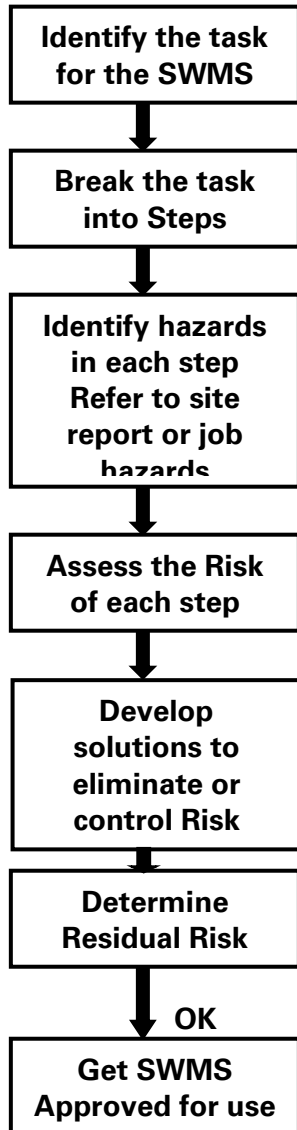 Identify the task
for the SWMS
Break the task
into Steps
Identify hazards
in each step
Refer to site
report or job
hazards
Assess the Risk
of each step
Develop
solutions to
eliminate or
control Risk
Determine
Residual Risk
OK
Get SWMS
Approved for use